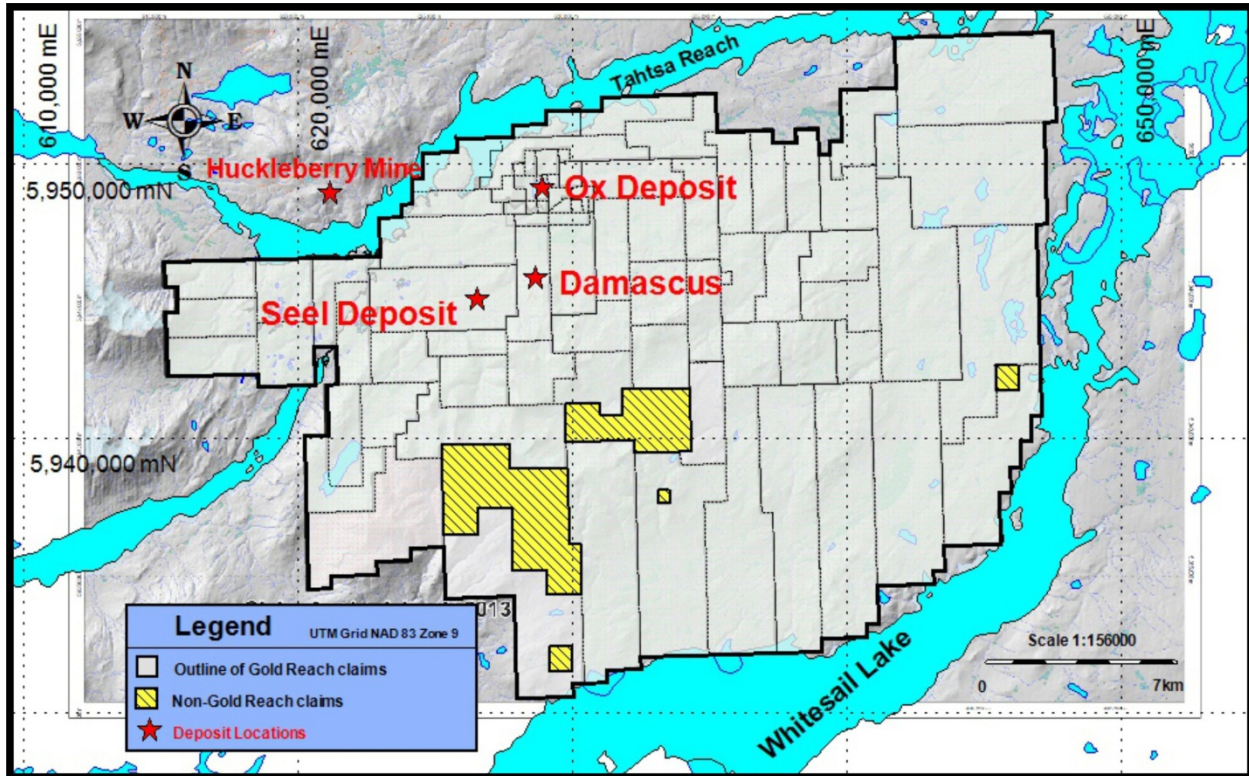 610,000 mE
620,000 mE
650,000 mE
Tahtsa Reach
N
W E
S
Huckleberry Mine
5,950,000 mN
Ox Deposit
Damascus
Seel Deposit
5,940,000 mN
2013
Legend UTM Grid NAD 83 Zone 9
Outline of Gold Reach claims
Non-Gold Reach claims
Deposit Locations
Whitesail Lake
Scale 1:156000
0 7km